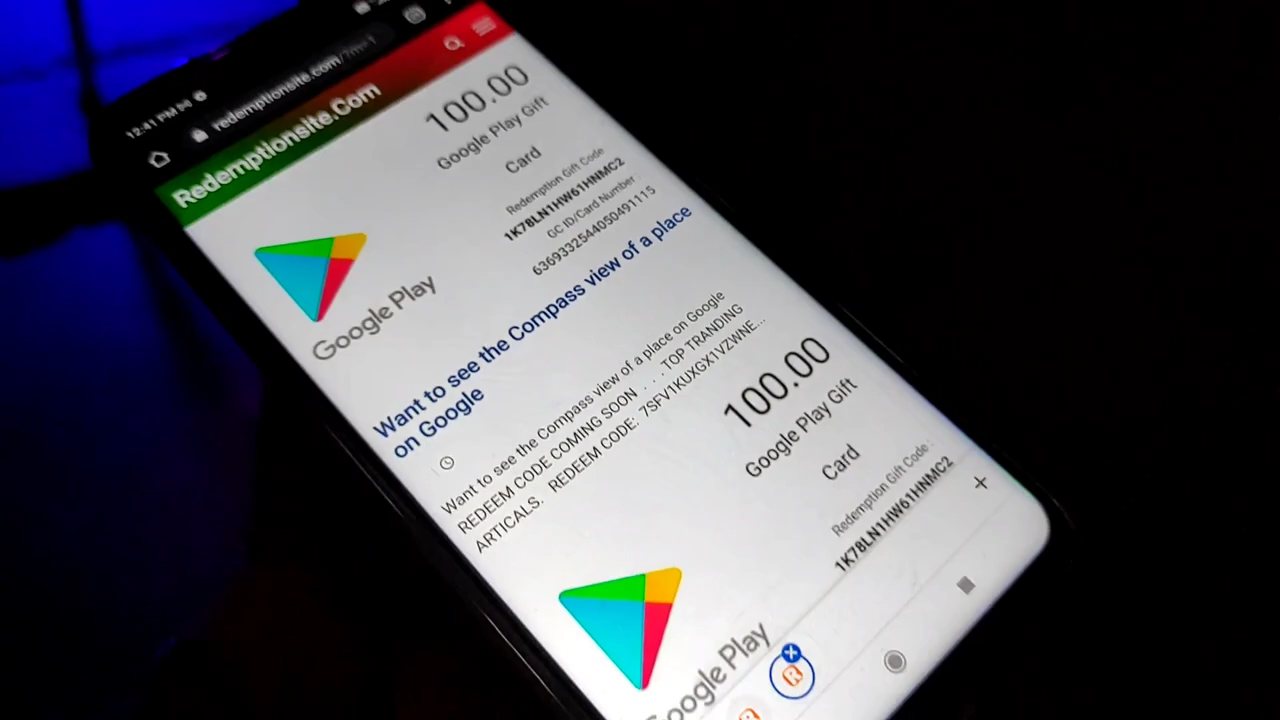 12:41 PM
redemptionsite.com/?m=1
Redemptionsite.Com
100.00
Google Play Gift
Card
Redemption Gift Code
1K78LN1HW61HNMC2
GC ID/Card Number
6369332544050491115
Google Play
Want to see the Compass view of a place
on Google
Want to see the Compass view of a place on Google
REDEEM CODE COMING SOON . . . TOP TRANDING
ARTICALS. REDEEM CODE: 7SFV1KUXGX1VZWNE...
100.00
Google Play Gift
Card
Redemption Gift Code :
1K78LN1HW61HNMC2
Google Play